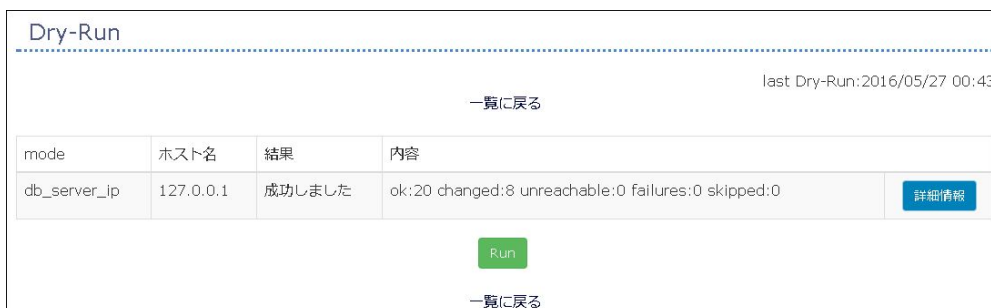 Dry-Run
last Dry-Run:2016/05/27 00:43
一覧に戻る
mode ホスト名 結果 内容
db_server_ip 127.0.0.1 成功しました ok:20 changed:8 unreachable:0 failures:0 skipped:0 詳細情報
Run
一覧に戻る